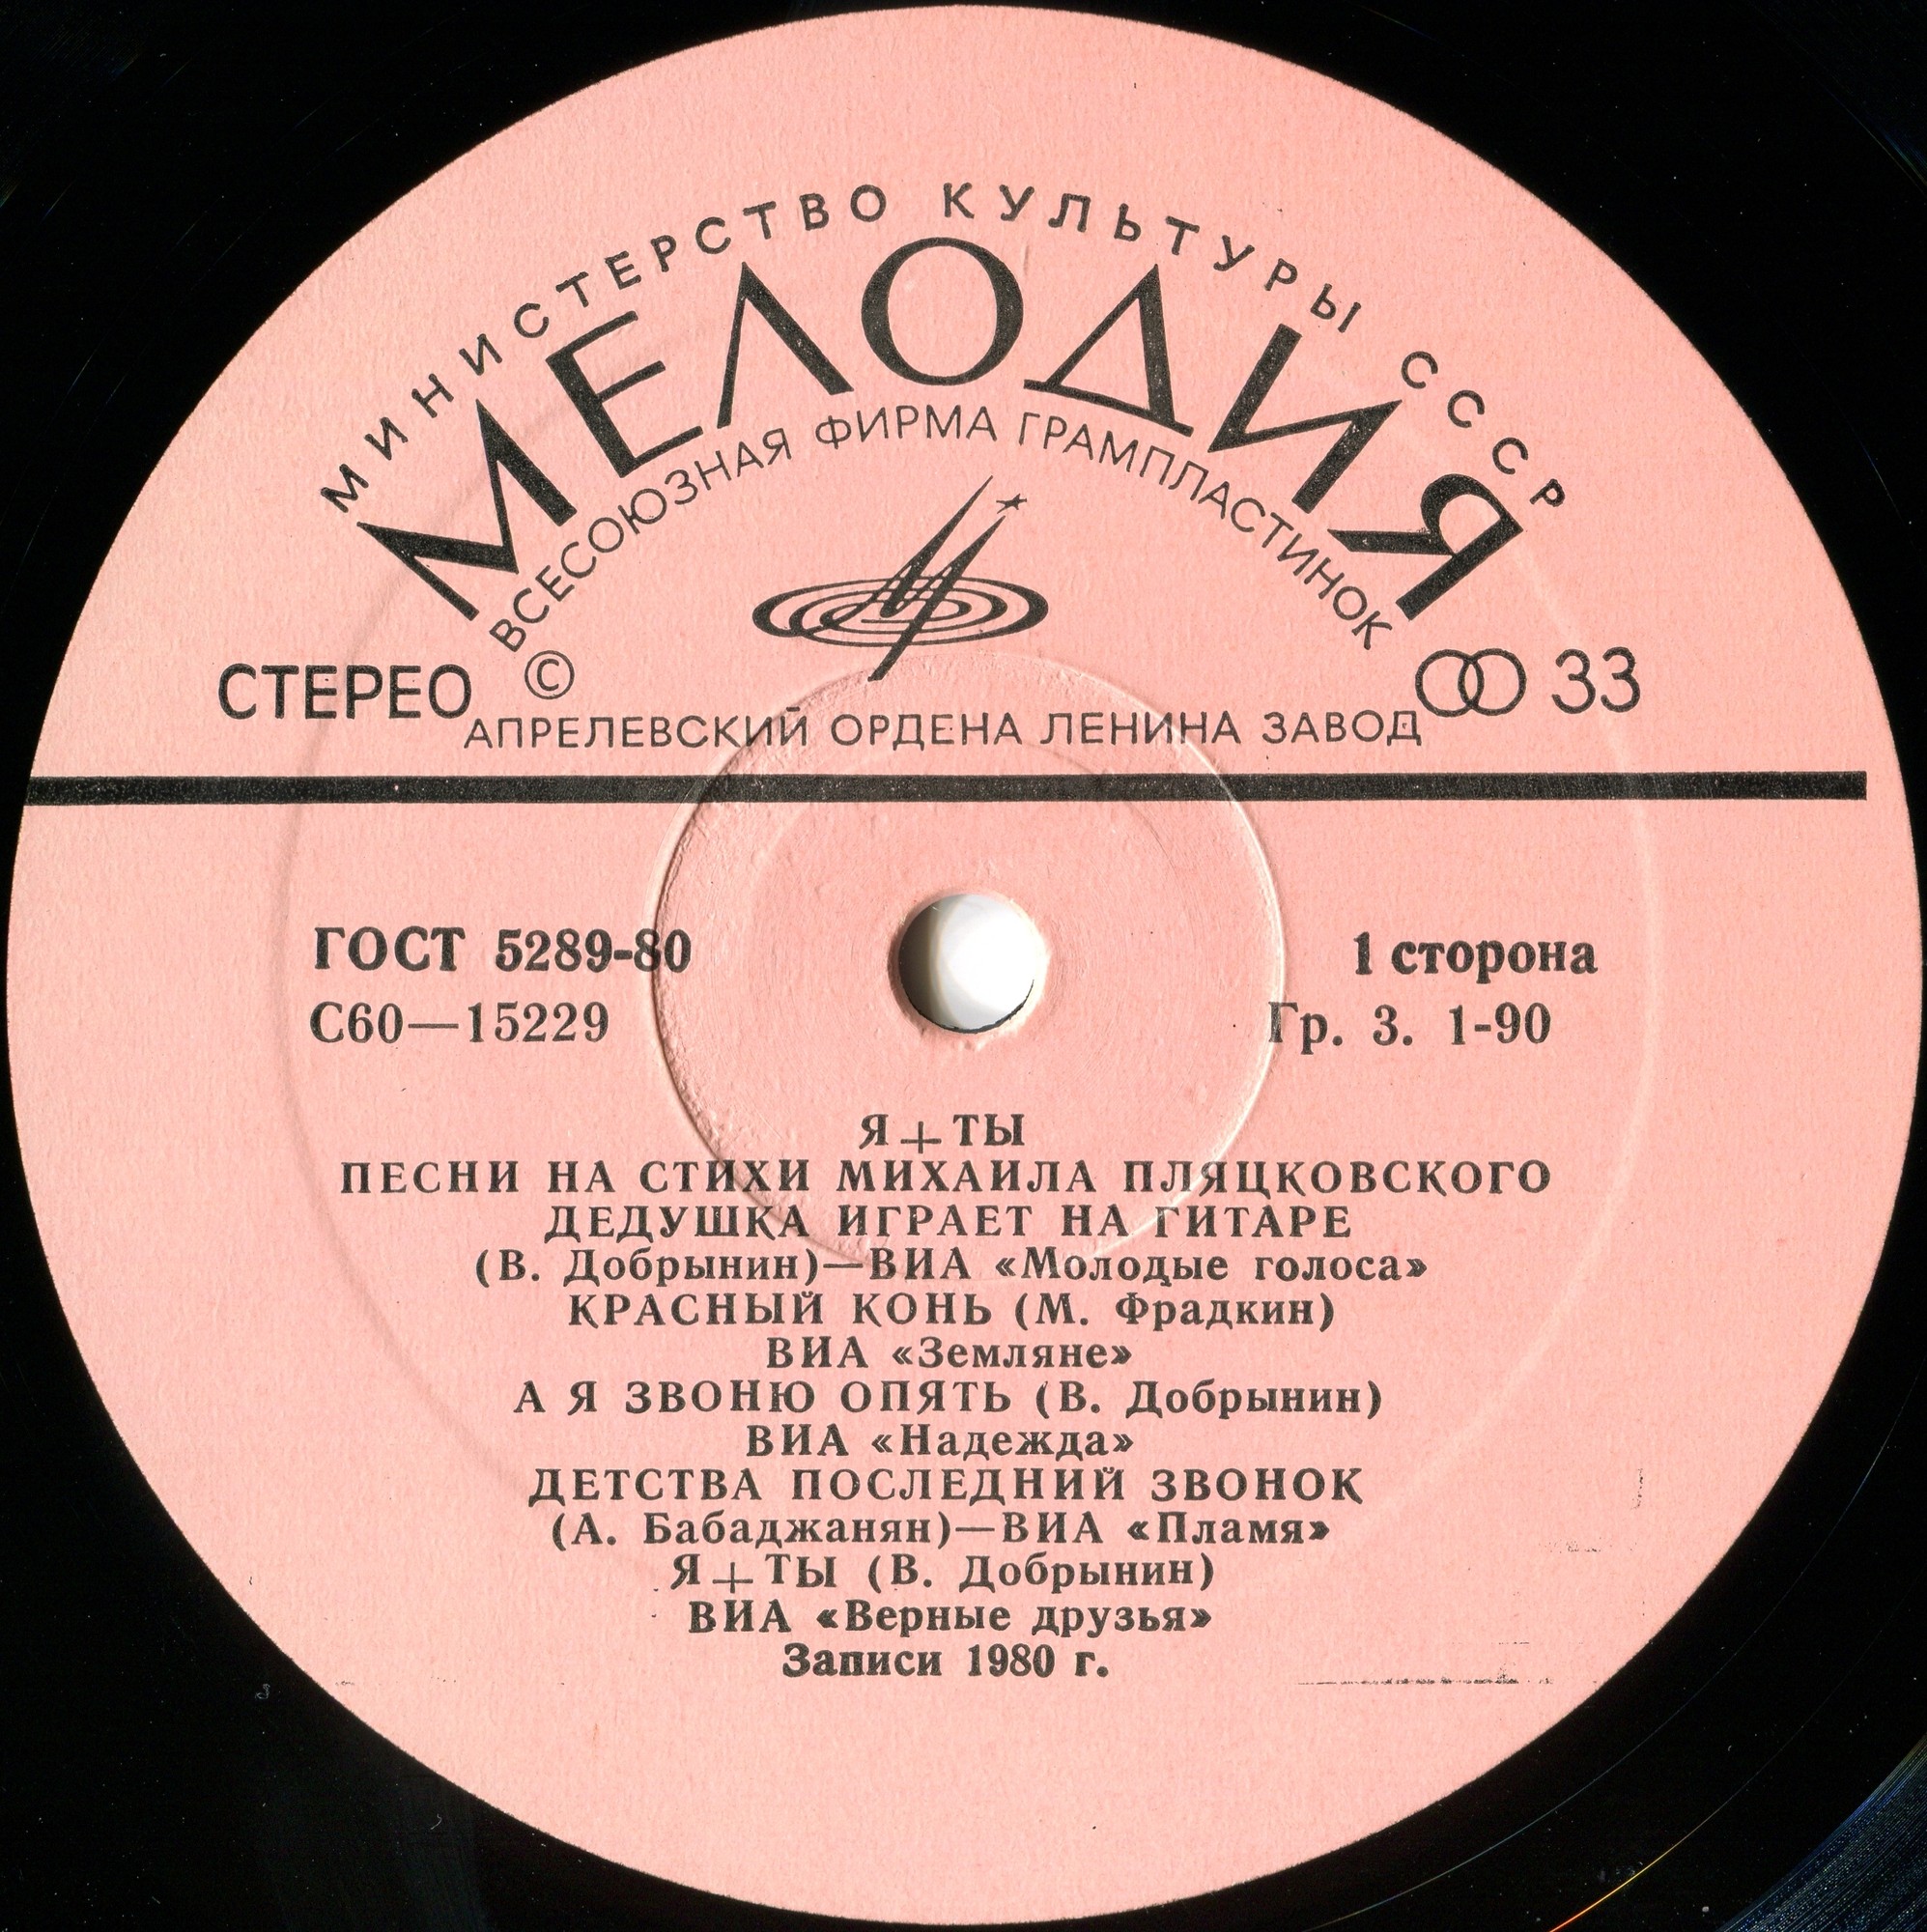 МИНИСТЕРСТВО КУЛЬТУРЫ СССР
МЕЛОДИЯ
ВСЕСОЮЗНАЯ ФИРМА ГРАМПЛАСТИНОК
СТЕРЕО © 33
АПРЕЛЕВСКИЙ ОРДЕНА ЛЕНИНА ЗАВОД
ГОСТ 5289-80 1 сторона
С60—15229 Гр. 3. 1-90
Я+ТЫ
ПЕСНИ НА СТИХИ МИХАИЛА ПЛЯЦКОВСКОГО
ДЕДУШКА ИГРАЕТ НА ГИТАРЕ
(В. Добрынин)—ВИА «Молодые голоса»
КРАСНЫЙ КОНЬ (М. Фрадкин)
ВИА «Земляне»
А Я ЗВОНЮ ОПЯТЬ (В. Добрынин)
ВИА «Надежда»
ДЕТСТВА ПОСЛЕДНИЙ ЗВОНОК
(А. Бабаджанян)—ВИА «Пламя»
Я+ТЫ (В. Добрынин)
ВИА «Верные друзья»
Записи 1980 г.